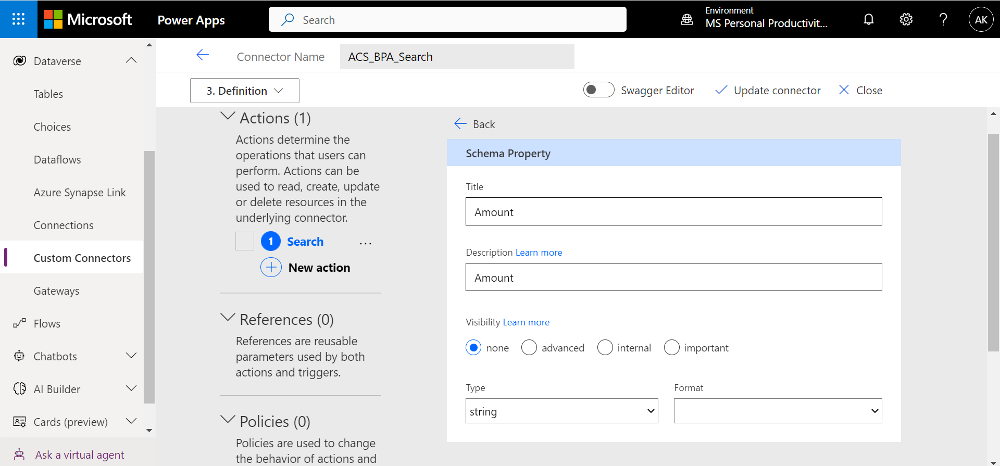 Microsoft
Power Apps
Search
Environment
MS Personal Productivit...
AK
Dataverse
Tables
Choices
Dataflows
Azure Synapse Link
Connections
Custom Connectors
Gateways
Flows
Chatbots
AI Builder
Cards (preview)
Ask a virtual agent
Connector Name
ACS_BPA_Search
3. Definition
Swagger Editor
Update connector
Close
Actions (1)
Actions determine the
operations that users can
perform. Actions can be
used to read, create, update
or delete resources in the
underlying connector.
1 Search ...
New action
References (0)
References are reusable
parameters used by both
actions and triggers.
Policies (0)
Policies are used to change
the behavior of actions and
Back
Schema Property
Title
Amount
Description Learn more
Amount
Visibility Learn more
none advanced internal important
Type Format
string